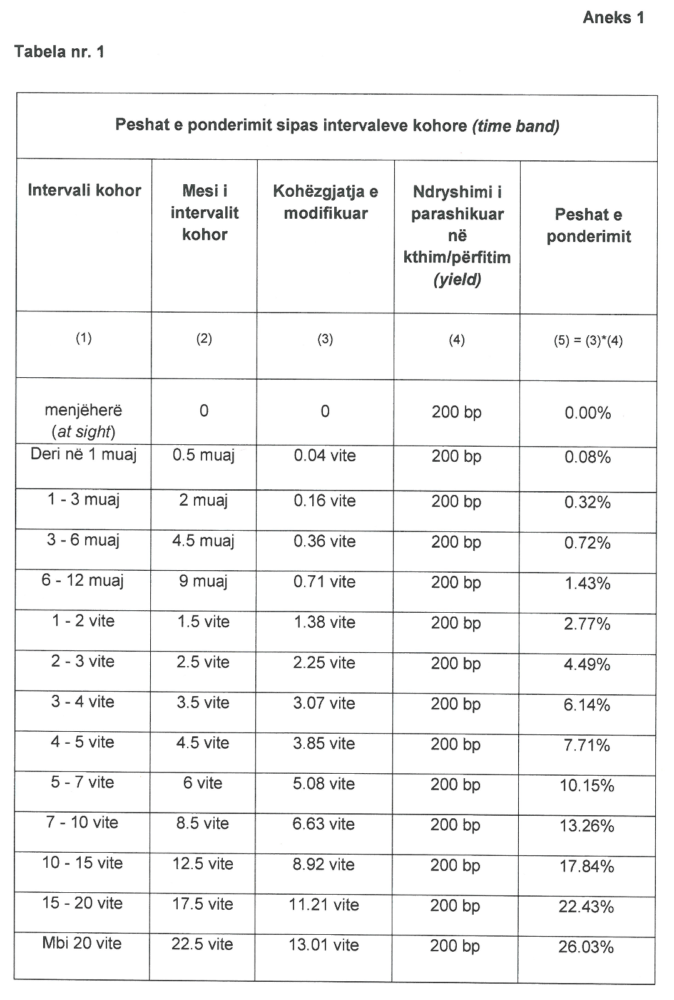 Aneks 1
Tabela nr. 1
Peshat e ponderimit sipas intervaleve kohore (time band)
Intervali kohor
Mesi i
intervalit
kohor
Kohëzgjatja e
modifikuar
Ndryshimi i
parashikuar
në
kthim/përfitim
(yield)
Peshat e
ponderimit
(1) (2) (3) (4) (5) = (3)*(4)
menjëherë 0 0 200 bp 0.00%
(at sight)
Deri në 1 muaj 0.5 muaj 0.04 vite 200 bp 0.08%
1 - 3 muaj 2 muaj 0.16 vite 200 bp 0.32%
3 - 6 muaj 4.5 muaj 0.36 vite 200 bp 0.72%
6 - 12 muaj 9 muaj 0.71 vite 200 bp 1.43%
1 - 2 vite 1.5 vite 1.38 vite 200 bp 2.77%
2 - 3 vite 2.5 vite 2.25 vite 200 bp 4.49%
3 - 4 vite 3.5 vite 3.07 vite 200 bp 6.14%
4 - 5 vite 4.5 vite 3.85 vite 200 bp 7.71%
5 - 7 vite 6 vite 5.08 vite 200 bp 10.15%
7 - 10 vite 8.5 vite 6.63 vite 200 bp 13.26%
10 - 15 vite 12.5 vite 8.92 vite 200 bp 17.84%
15 - 20 vite 17.5 vite 11.21 vite 200 bp 22.43%
Mbi 20 vite 22.5 vite 13.01 vite 200 bp 26.03%